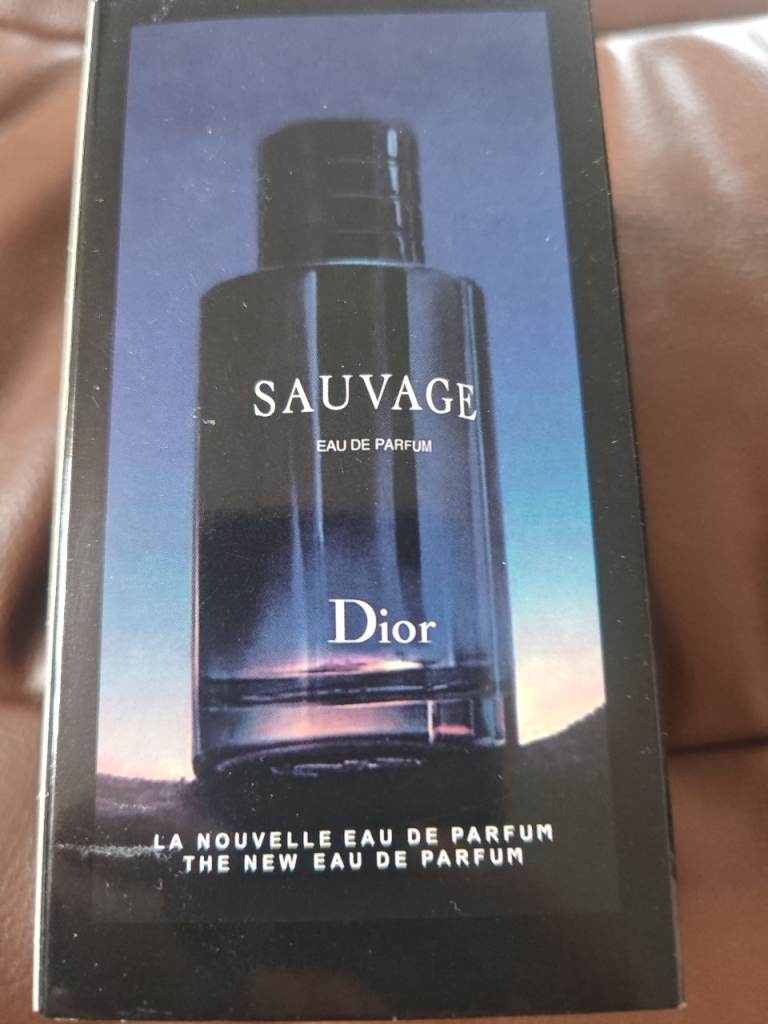 SAUVAGE
EAU DE PARFUM
Dior
LA NOUVELLE EAU DE PARFUM
THE NEW EAU DE PARFUM